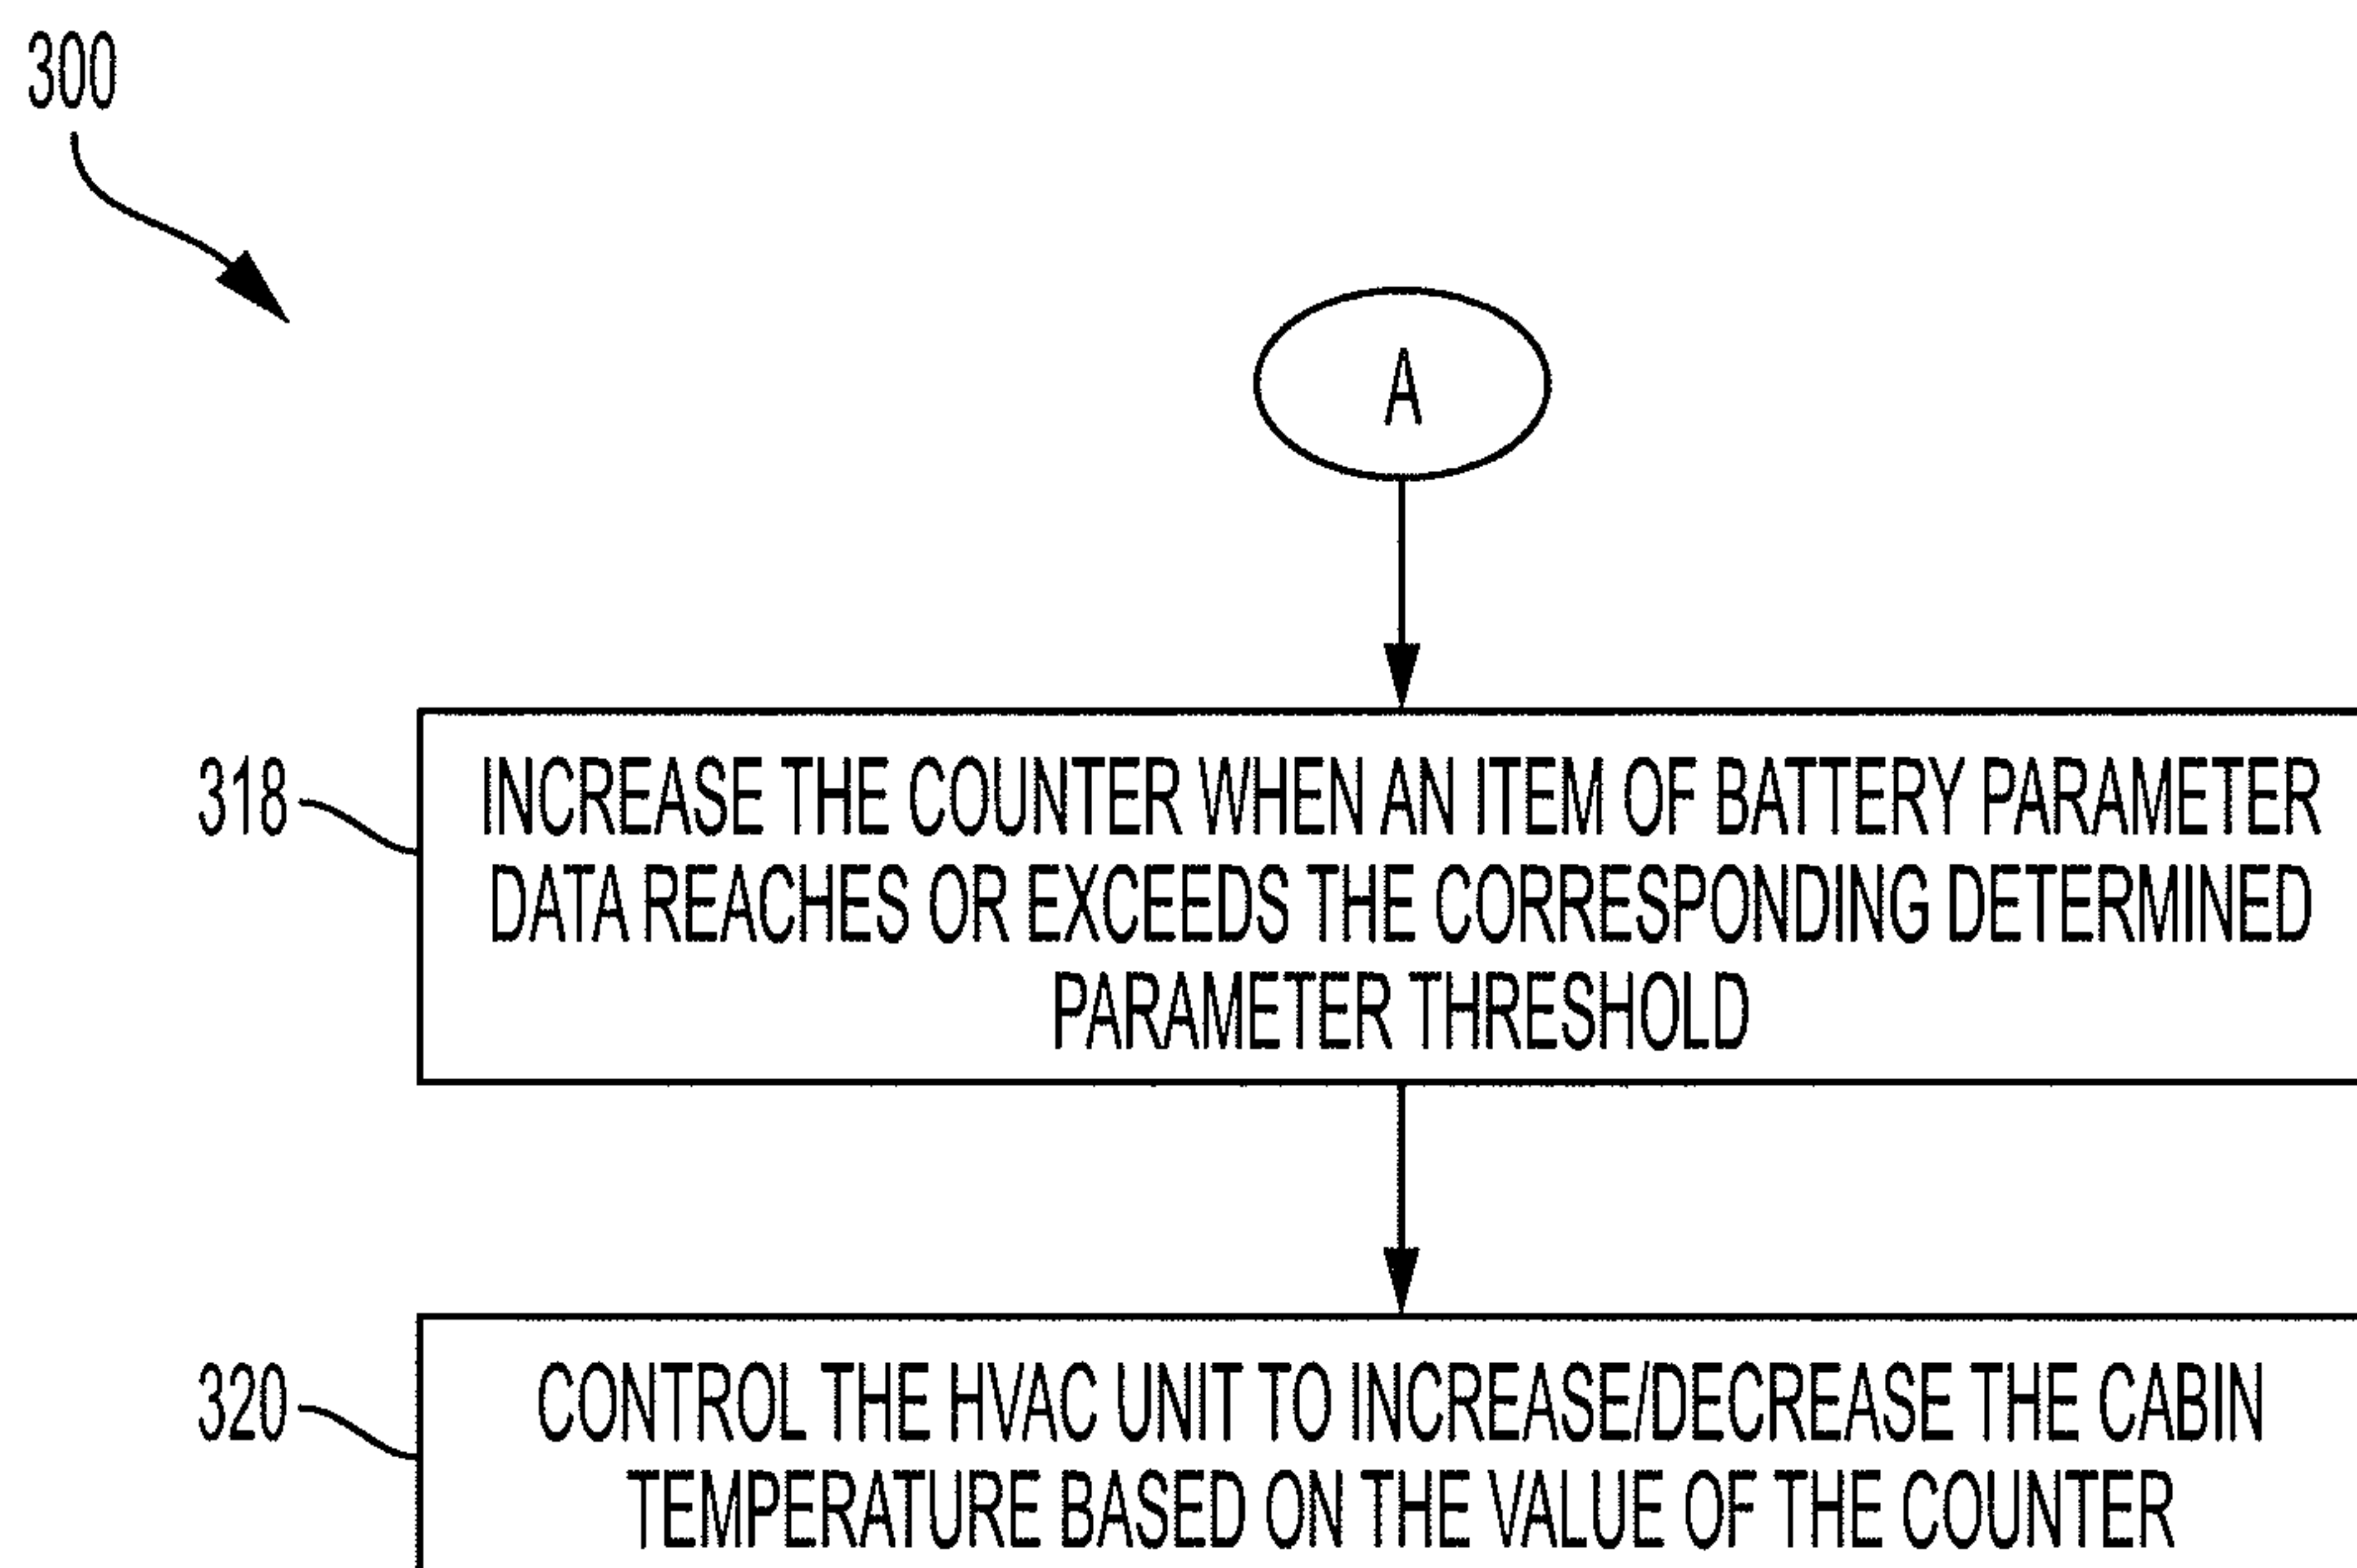 300
A
318
INCREASE THE COUNTER WHEN AN ITEM OF BATTERY PARAMETER
DATA REACHES OR EXCEEDS THE CORRESPONDING DETERMINED
PARAMETER THRESHOLD
320
CONTROL THE HVAC UNIT TO INCREASE/DECREASE THE CABIN
TEMPERATURE BASED ON THE VALUE OF THE COUNTER